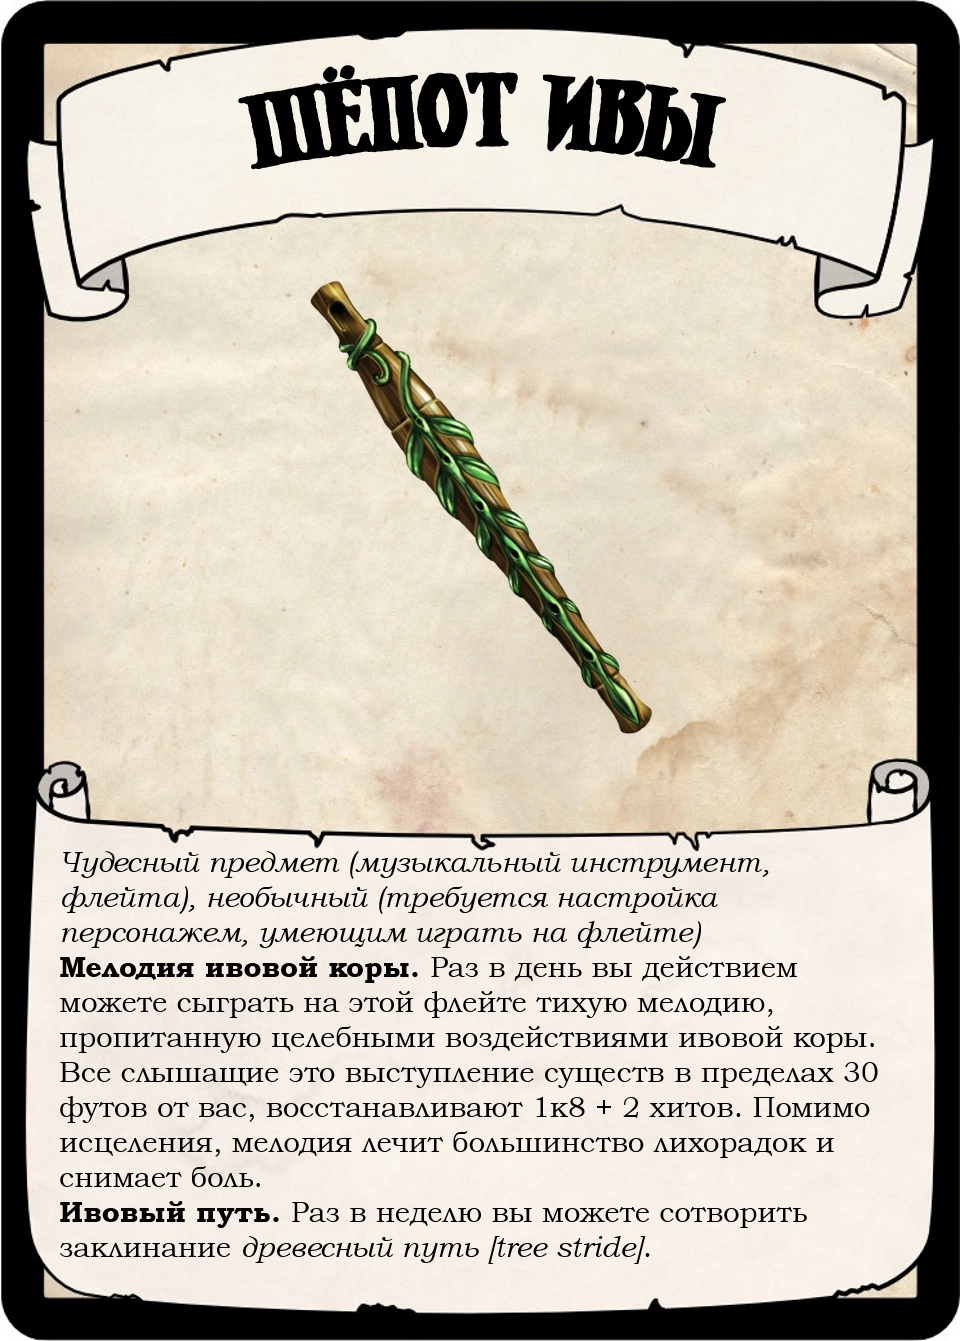 ШЁПОТ ИВЫ
Чудесный предмет (музыкальный инструмент,
флейта), необычный (требуется настройка
персонажем, умеющим играть на флейте)
Мелодия ивовой коры. Раз в день вы действием
можете сыграть на этой флейте тихую мелодию,
пропитанную целебными воздействиями ивовой коры.
Все слышащие это выступление существ в пределах 30
футов от вас, восстанавливают 1к8 + 2 хитов. Помимо
исцеления, мелодия лечит большинство лихорадок и
снимает боль.
Ивовый путь. Раз в неделю вы можете сотворить
заклинание древесный путь [tree stride].